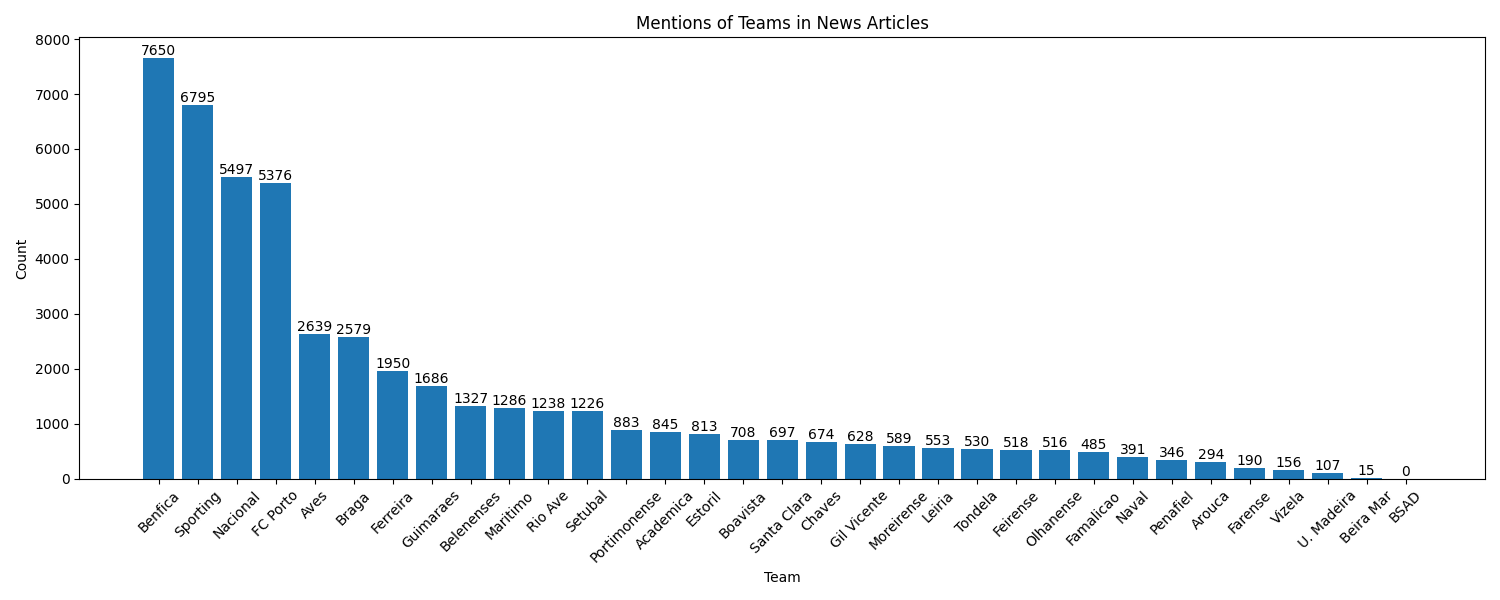 Mentions of Teams in News Articles
8000
7000
6000
5000
4000
3000
2000
1000
0
Count
7650
6795
5497
5376
2639
2579
1950
1686
1327
1286
1238
1226
883
845
813
708
697
674
628
589
553
530
518
516
485
391
346
294
190
156
107
15
0
Benfica
Sporting
Nacional
FC Porto
Aves
Braga
Ferreira
Guimaraes
Belenenses
Maritimo
Rio Ave
Setubal
Portimonense
Academica
Estoril
Boavista
Santa Clara
Chaves
Gil Vicente
Moreirense
Leiria
Tondela
Feirense
Olhanense
Famalicao
Naval
Penafiel
Arouca
Farense
Vizela
U. Madeira
Beira Mar
BSAD
Team